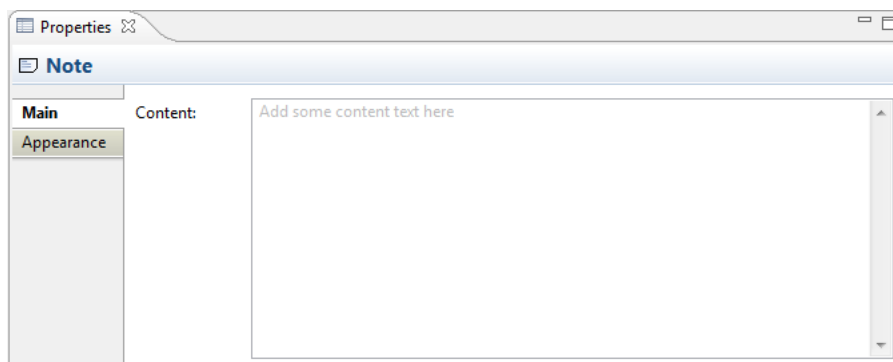 Properties
Note
Main
Content:
Add some content text here
Appearance